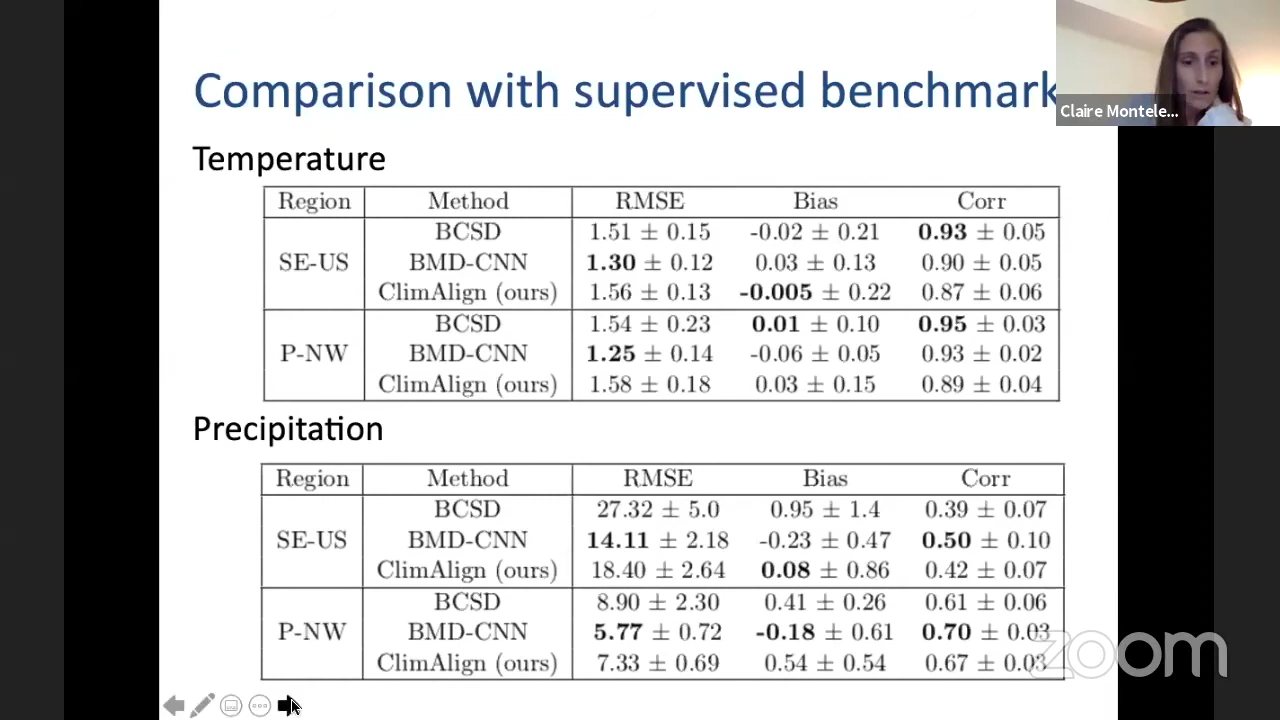 Comparison with supervised benchmark
Claire Montele...
Temperature
Region Method RMSE Bias Corr
BCSD 1.51 ± 0.15 -0.02 ± 0.21 0.93 ± 0.05
SE-US BMD-CNN 1.30 ± 0.12 0.03 ± 0.13 0.90 ± 0.05
ClimAlign (ours) 1.56 ± 0.13 -0.005 ± 0.22 0.87 ± 0.06
BCSD 1.54 ± 0.23 0.01 ± 0.10 0.95 ± 0.03
P-NW BMD-CNN 1.25 ± 0.14 -0.06 ± 0.05 0.93 ± 0.02
ClimAlign (ours) 1.58 ± 0.18 0.03 ± 0.15 0.89 ± 0.04
Precipitation
Region Method RMSE Bias Corr
BCSD 27.32 ± 5.0 0.95 ± 1.4 0.39 ± 0.07
SE-US BMD-CNN 14.11 ± 2.18 -0.23 ± 0.47 0.50 ± 0.10
ClimAlign (ours) 18.40 ± 2.64 0.08 ± 0.86 0.42 ± 0.07
BCSD 8.90 ± 2.30 0.41 ± 0.26 0.61 ± 0.06
P-NW BMD-CNN 5.77 ± 0.72 -0.18 ± 0.61 0.70 ± 0.03
ClimAlign (ours) 7.33 ± 0.69 0.54 ± 0.54 0.67 ± 0.03
zoom